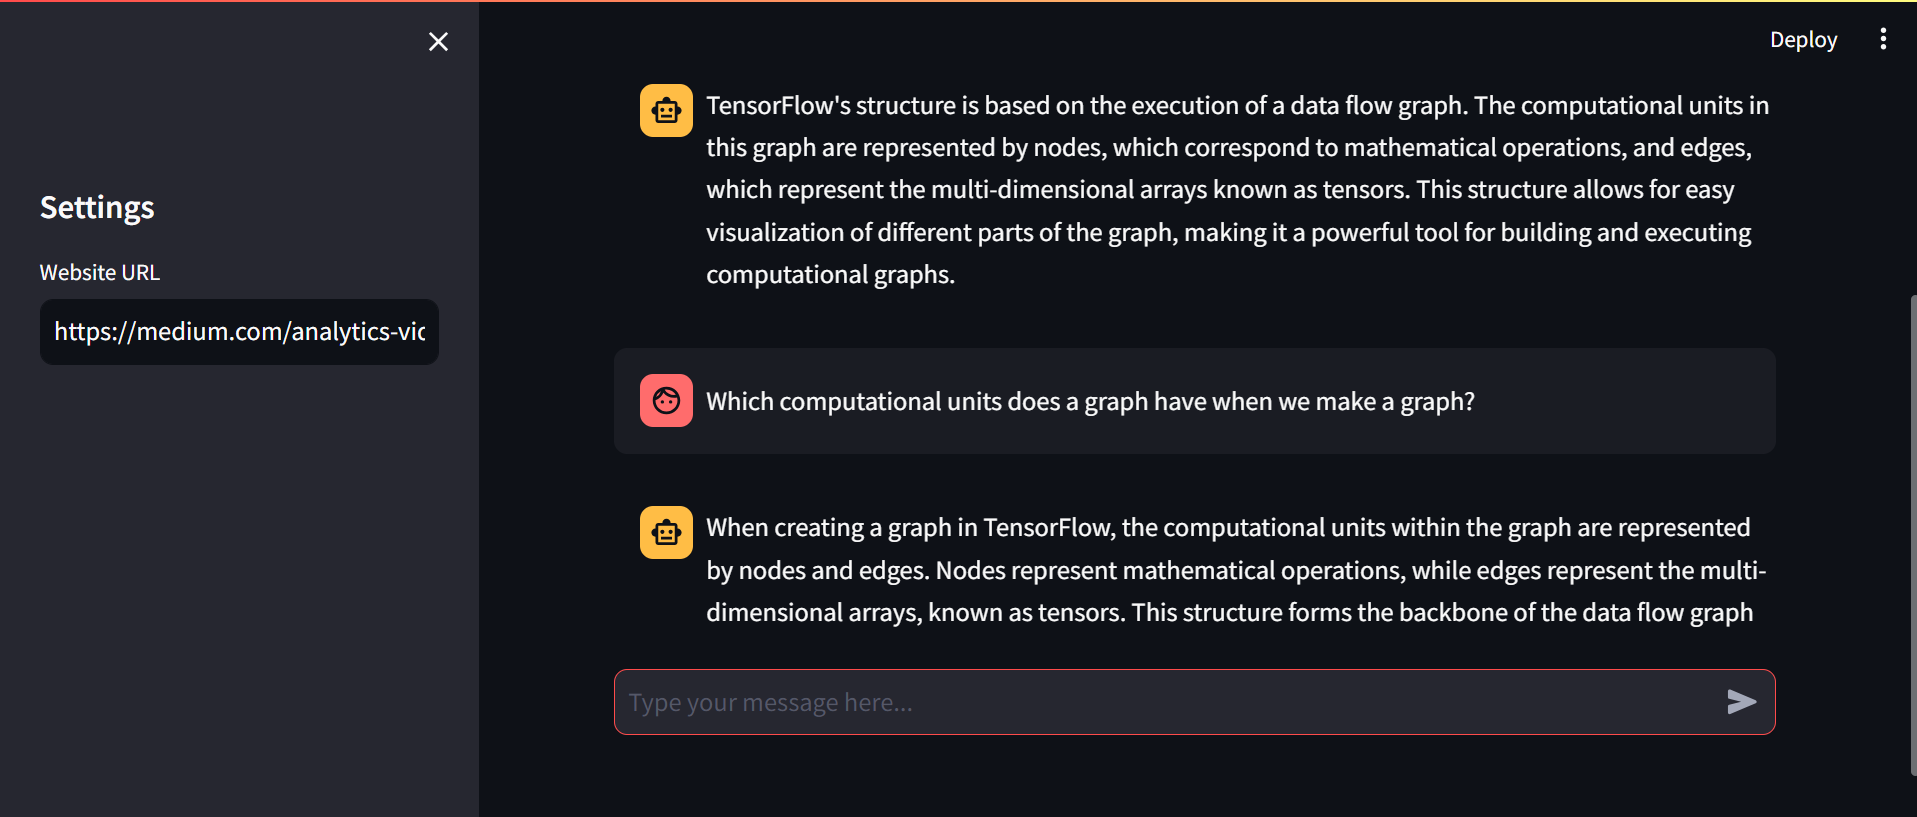 Settings
Website URL
https://medium.com/analytics-vic
Deploy
TensorFlow's structure is based on the execution of a data flow graph. The computational units in
this graph are represented by nodes, which correspond to mathematical operations, and edges,
which represent the multi-dimensional arrays known as tensors. This structure allows for easy
visualization of different parts of the graph, making it a powerful tool for building and executing
computational graphs.
Which computational units does a graph have when we make a graph?
When creating a graph in TensorFlow, the computational units within the graph are represented
by nodes and edges. Nodes represent mathematical operations, while edges represent the multi-
dimensional arrays, known as tensors. This structure forms the backbone of the data flow graph
Type your message here...